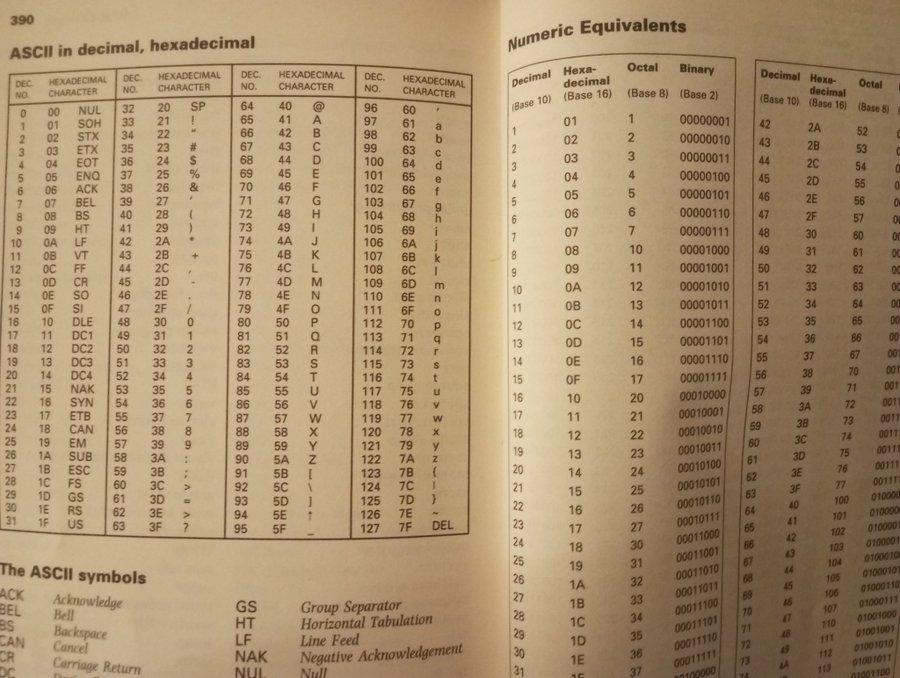 390
ASCII in decimal, hexadecimal
DEC. NO. HEXADECIMAL CHARACTER DEC. NO. HEXADECIMAL CHARACTER DEC. NO. HEXADECIMAL CHARACTER DEC. NO. HEXADECIMAL CHARACTER
0 00 NUL 32 20 SP 64 40 @ 96 60 ‘
1 01 SOH 33 21 ! 65 41 A 97 61 a
2 02 STX 34 22 “ 66 42 B 98 62 b
3 03 ETX 35 23 # 67 43 C 99 63 c
4 04 EOT 36 24 $ 68 44 D 100 64 d
5 05 ENQ 37 25 % 69 45 E 101 65 e
6 06 ACK 38 26 & 70 46 F 102 66 f
7 07 BEL 39 27 ‘ 71 47 G 103 67 g
8 08 BS 40 28 ( 72 48 H 104 68 h
9 09 HT 41 29 ) 73 49 I 105 69 i
10 0A LF 42 2A * 74 4A J 106 6A j
11 0B VT 43 2B + 75 4B K 107 6B k
12 0C FF 44 2C , 76 4C L 108 6C l
13 0D CR 45 2D - 77 4D M 109 6D m
14 0E SO 46 2E . 78 4E N 110 6E n
15 0F SI 47 2F / 79 4F O 111 6F o
16 10 DLE 48 30 0 80 50 P 112 70 p
17 11 DC1 49 31 1 81 51 Q 113 71 q
18 12 DC2 50 32 2 82 52 R 114 72 r
19 13 DC3 51 33 3 83 53 S 115 73 s
20 14 DC4 52 34 4 84 54 T 116 74 t
21 15 NAK 53 35 5 85 55 U 117 75 u
22 16 SYN 54 36 6 86 56 V 118 76 v
23 17 ETB 55 37 7 87 57 W 119 77 w
24 18 CAN 56 38 8 88 58 X 120 78 x
25 19 EM 57 39 9 89 59 Y 121 79 y
26 1A SUB 58 3A : 90 5A Z 122 7A z
27 1B ESC 59 3B ; 91 5B [ 123 7B {
28 1C FS 60 3C > 92 5C \ 124 7C |
29 1D GS 61 3D = 93 5D ] 125 7D }
30 1E RS 62 3E > 94 5E ↑ 126 7E ~
31 1F US 63 3F ? 95 5F _ 127 7F DEL
The ASCII symbols
ACK Acknowledge
BEL Bell
BS Backspace
CAN Cancel
CR Carriage Return
DC
GS Group Separator
HT Horizontal Tabulation
LF Line Feed
NAK Negative Acknowledgement
NUL Null
Numeric Equivalents
Decimal (Base 10) Hexa-decimal (Base 16) Octal (Base 8) Binary (Base 2)
1 01 1 00000001
2 02 2 00000010
3 03 3 00000011
4 04 4 00000100
5 05 5 00000101
6 06 6 00000110
7 07 7 00000111
8 08 10 00001000
9 09 11 00001001
10 0A 12 00001010
11 0B 13 00001011
12 0C 14 00001100
13 0D 15 00001101
14 0E 16 00001110
15 0F 17 00001111
16 10 20 00010000
17 11 21 00010001
18 12 22 00010010
19 13 23 00010011
20 14 24 00010100
21 15 25 00010101
22 16 26 00010110
23 17 27 00010111
24 18 30 00011000
25 19 31 00011001
26 1A 32 00011010
27 1B 33 00011011
28 1C 34 00011100
29 1D 35 00011101
30 1E 36 00011110
31 1F 37 00011111
Decimal (Base 10) Hexa-decimal (Base 16) Octal (Base 8)
42 2A 52
43 2B 53
44 2C 54
45 2D 55
46 2E 56
47 2F 57
48 30 60
49 31 61
50 32 62
51 33 63
52 34 64
53 35 65
54 36 66
55 37 67
56 38 70
57 39 71
58 3A 72
59 3B 73
60 3C 74
61 3D 75
62 3E 76
63 3F 77
64 40 100
65 41 101
66 42 102
67 43 103
68 44 104
69 45 105
70 46 106
71 47 107
72 48 110
73 49 111